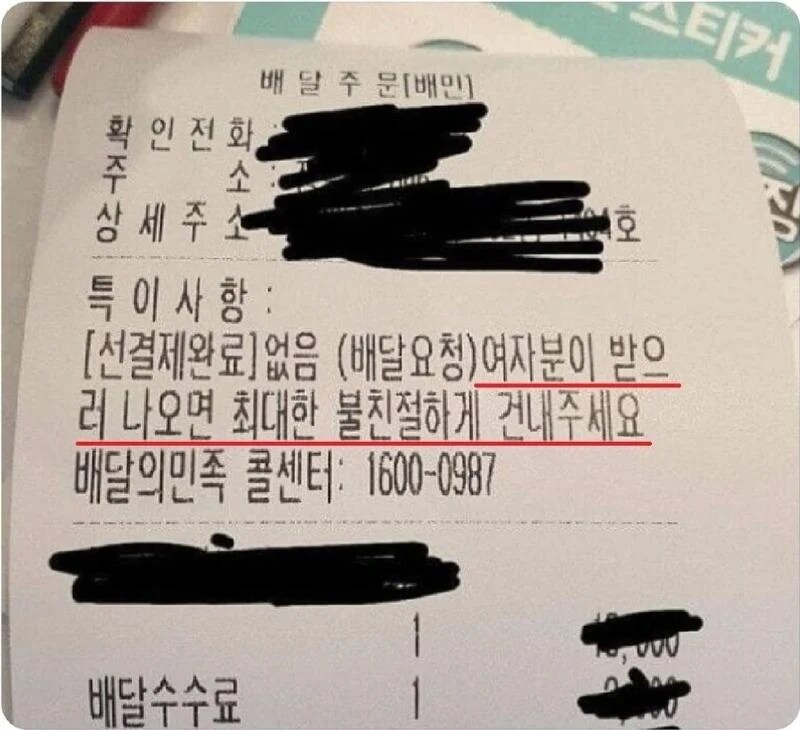 스티커
배 달 주 문[배민]
확 인 전 화 :
주 소 :
상 세 주 소
호
특 이 사 항 :
[선결제완료]없음 (배달요청)여자분이 받으
러 나오면 최대한 불친절하게 건내주세요
배달의민족 콜센터: 1600-0987
1
배달수수료 1